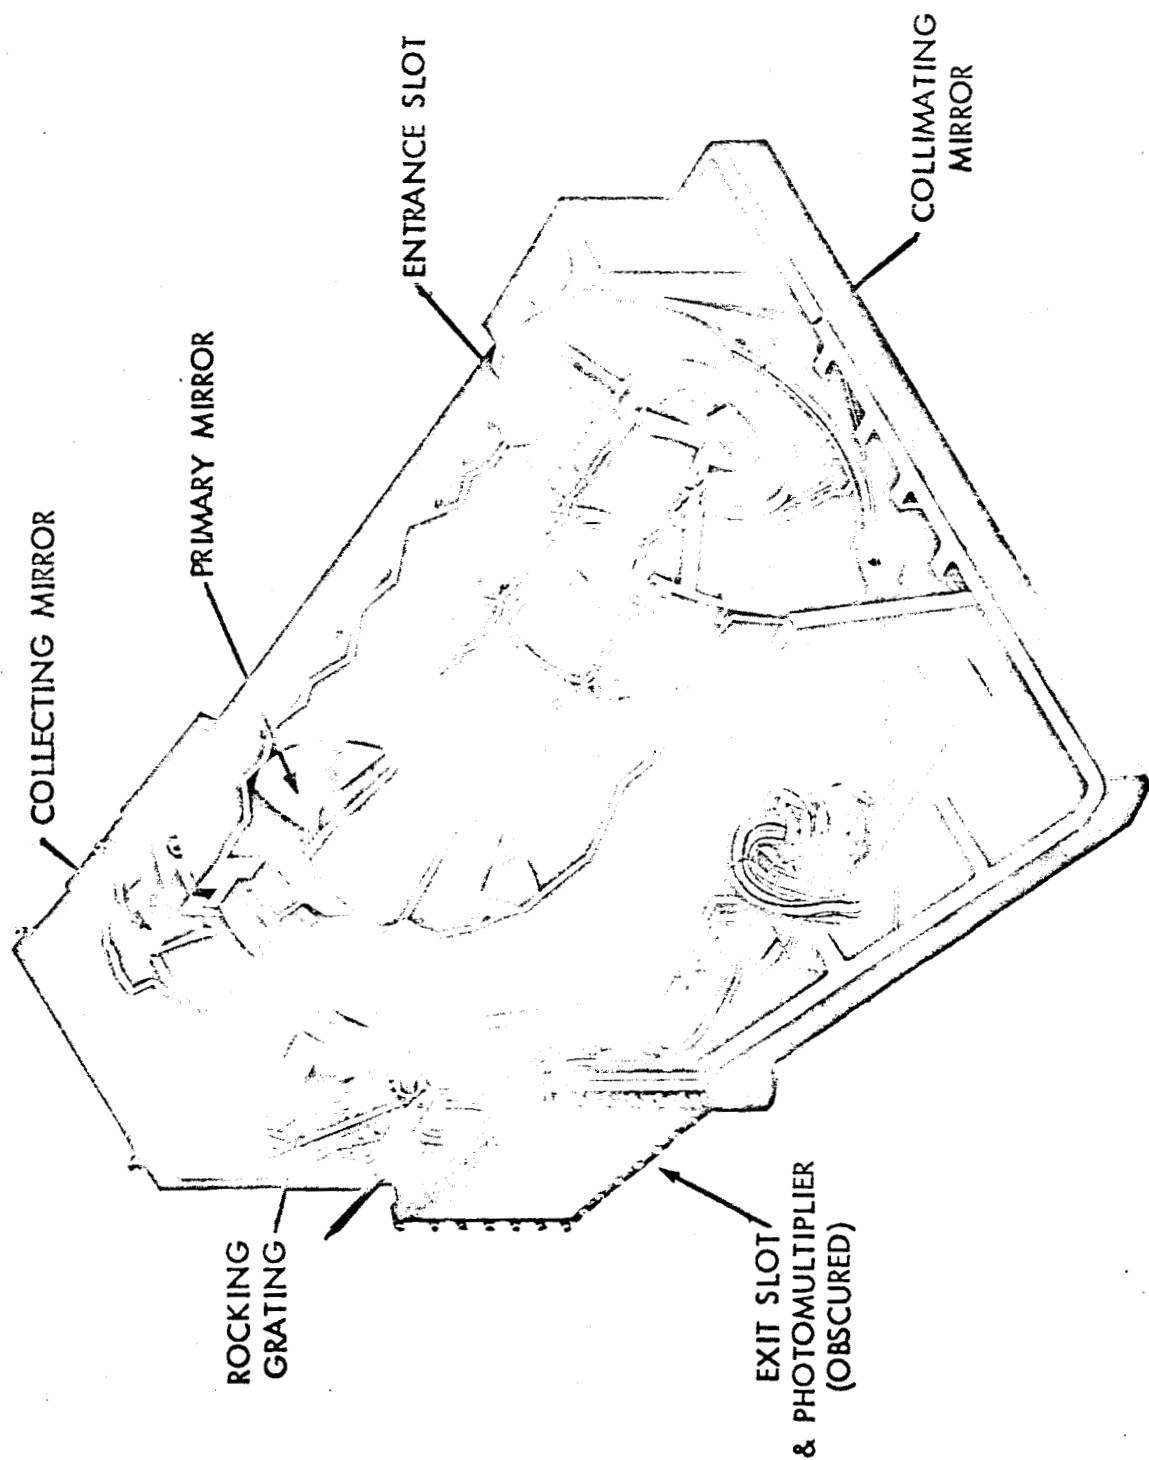 COLLECTING MIRROR
PRIMARY MIRROR
ENTRANCE SLOT
COLLIMATING
MIRROR
ROCKING
GRATING
EXIT SLOT
& PHOTOMULTIPLIER
(OBSCURED)